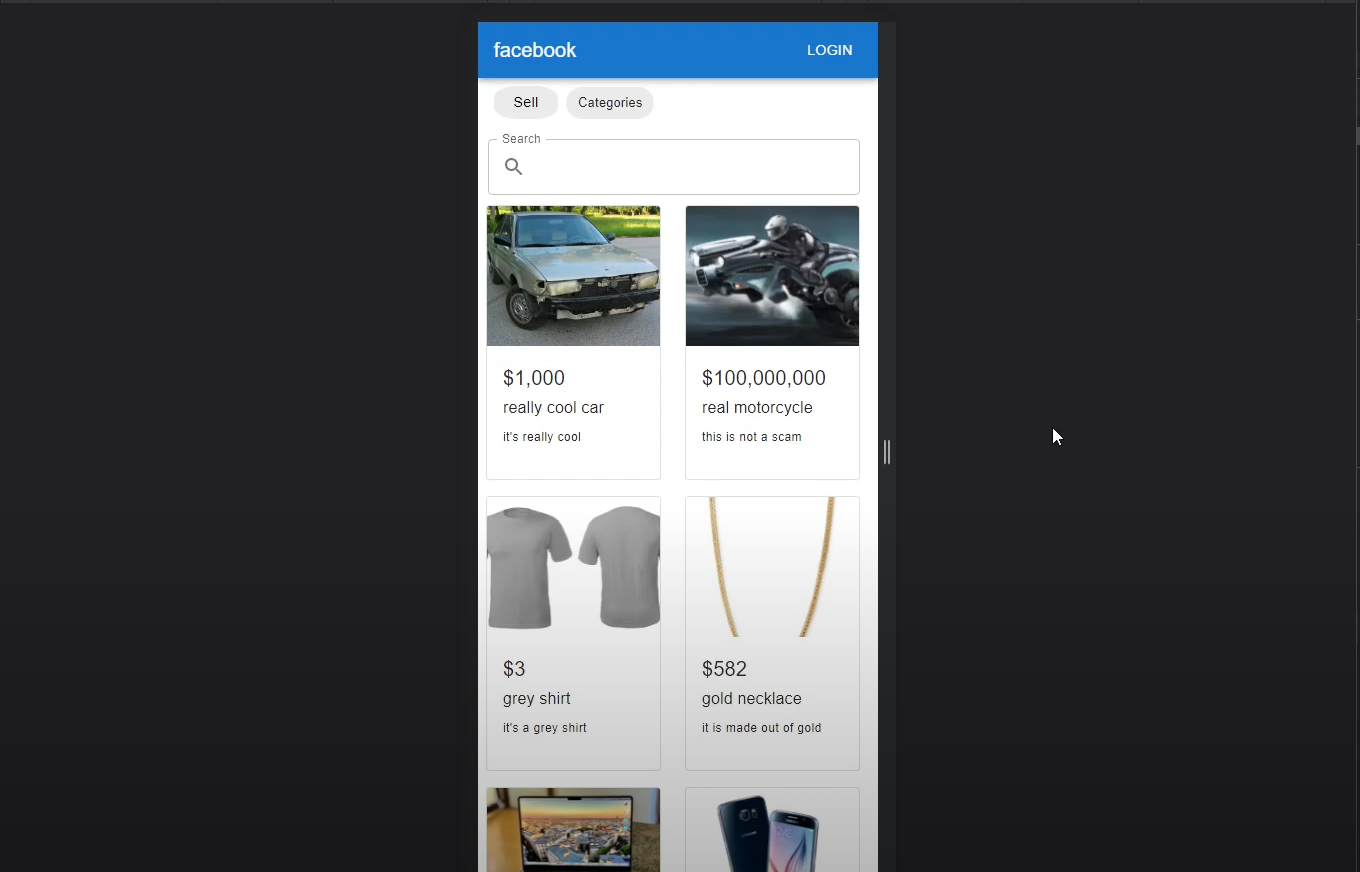 facebook
LOGIN
Sell
Categories
Search
$1,000
really cool car
it's really cool
$100,000,000
real motorcycle
this is not a scam
$3
grey shirt
it's a grey shirt
$582
gold necklace
it is made out of gold